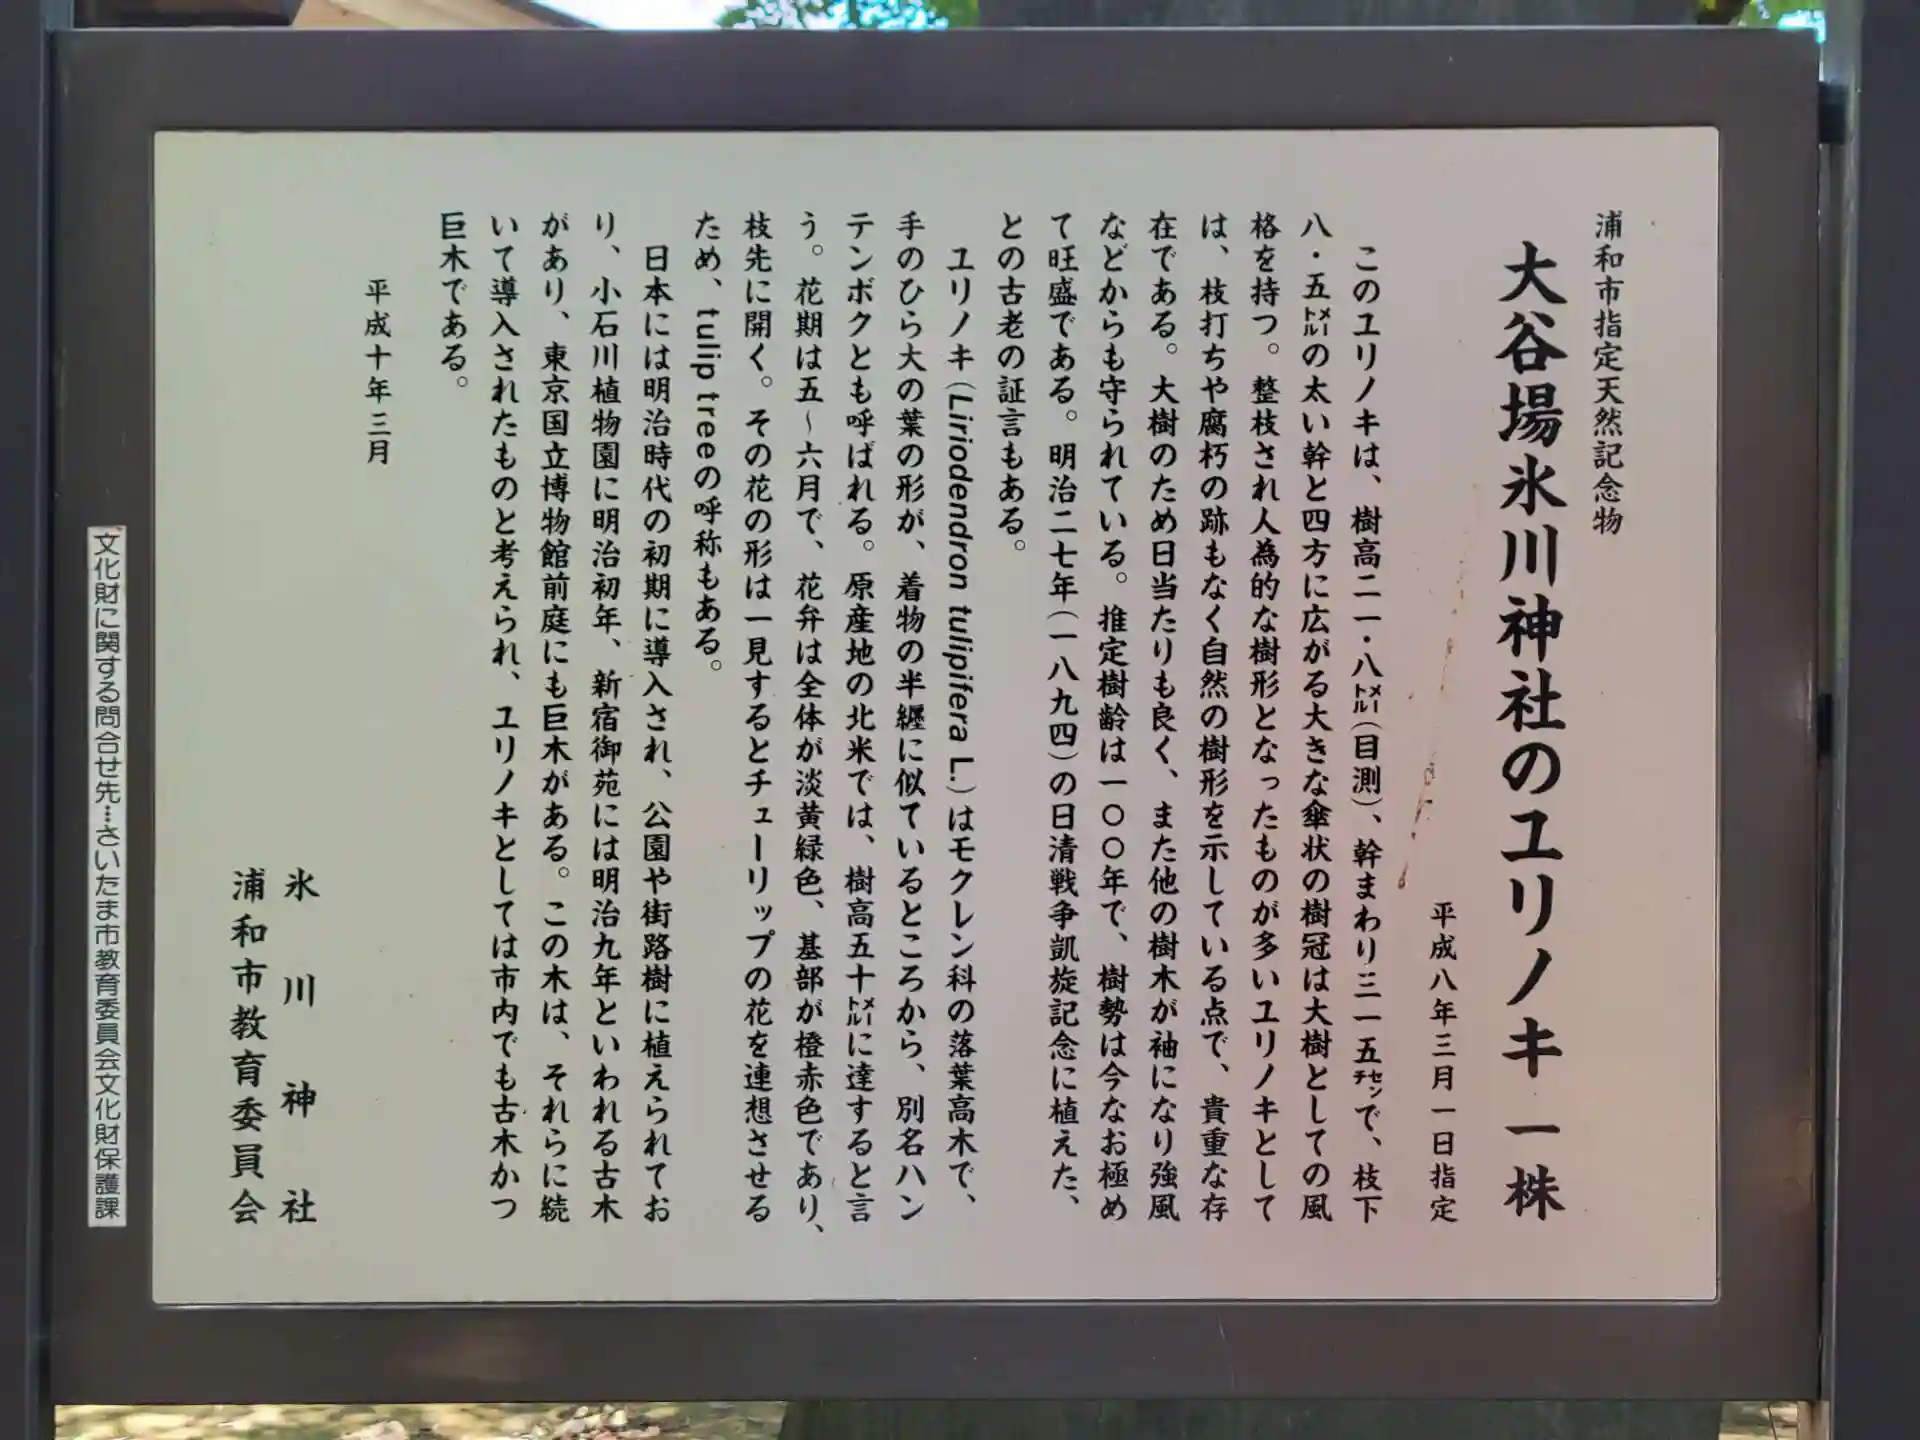 浦和市指定天然記念物
大谷場氷川神社のユリノキ 一株
平成八年三月一日指定
このユリノキは、樹高二一・八㍍(目測)、幹まわり三一五㌢で、枝下
八・五㍍の太い幹と四方に広がる大きな傘状の樹冠は大樹としての風
格を持つ。整枝され人為的な樹形となったものが多いユリノキとして
は、枝打ちや腐朽の跡もなく自然の樹形を示している点で、貴重な存
在である。大樹のため日当たりも良く、また他の樹木が袖になり強風
などからも守られている。推定樹齢は一〇〇年で、樹勢は今なお極め
て旺盛である。明治二七年(一八九四)の日清戦争凱旋記念に植えた、
との古老の証言もある。
ユリノキ(Liriodendron tulipifera L.)はモクレン科の落葉高木で、
手のひら大の葉の形が、着物の半纒に似ているところから、別名ハン
テンボクとも呼ばれる。原産地の北米では、樹高五十㍍に達すると言
う。花期は五~六月で、花弁は全体が淡黄緑色、基部が橙赤色であり、
枝先に開く。その花の形は一見するとチューリップの花を連想させる
ため、tulip treeの呼称もある。
日本には明治時代の初期に導入され、公園や街路樹に植えられてお
り、小石川植物園に明治初年、新宿御苑には明治九年といわれる古木
があり、東京国立博物館前庭にも巨木がある。この木は、それらに続
いて導入されたものと考えられ、ユリノキとしては市内でも古木かつ
巨木である。
平成十年三月
氷川神社
浦和市教育委員会
文化財に関する問合せ先…さいたま市教育委員会文化財保護課